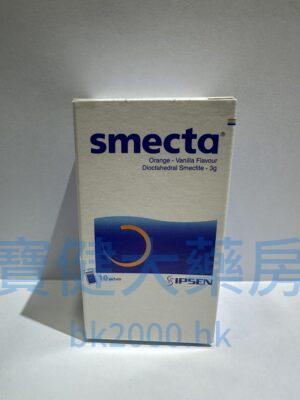 smecta®
Orange - Vanilla Flavour
Dioctahedral Smectite - 3g
10 sachets
IPSEN
寶健大藥房
bk2000.hk